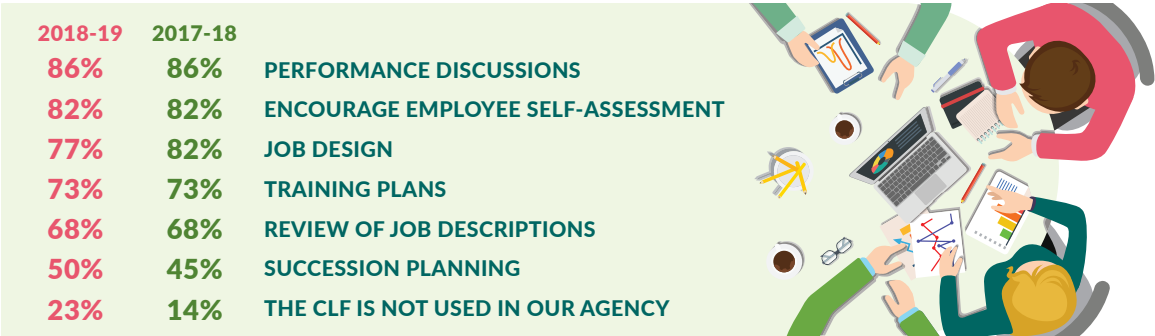 2018-19 2017-18
86% 86% PERFORMANCE DISCUSSIONS
82% 82% ENCOURAGE EMPLOYEE SELF-ASSESSMENT
77% 82% JOB DESIGN
73% 73% TRAINING PLANS
68% 68% REVIEW OF JOB DESCRIPTIONS
50% 45% SUCCESSION PLANNING
23% 14% THE CLF IS NOT USED IN OUR AGENCY